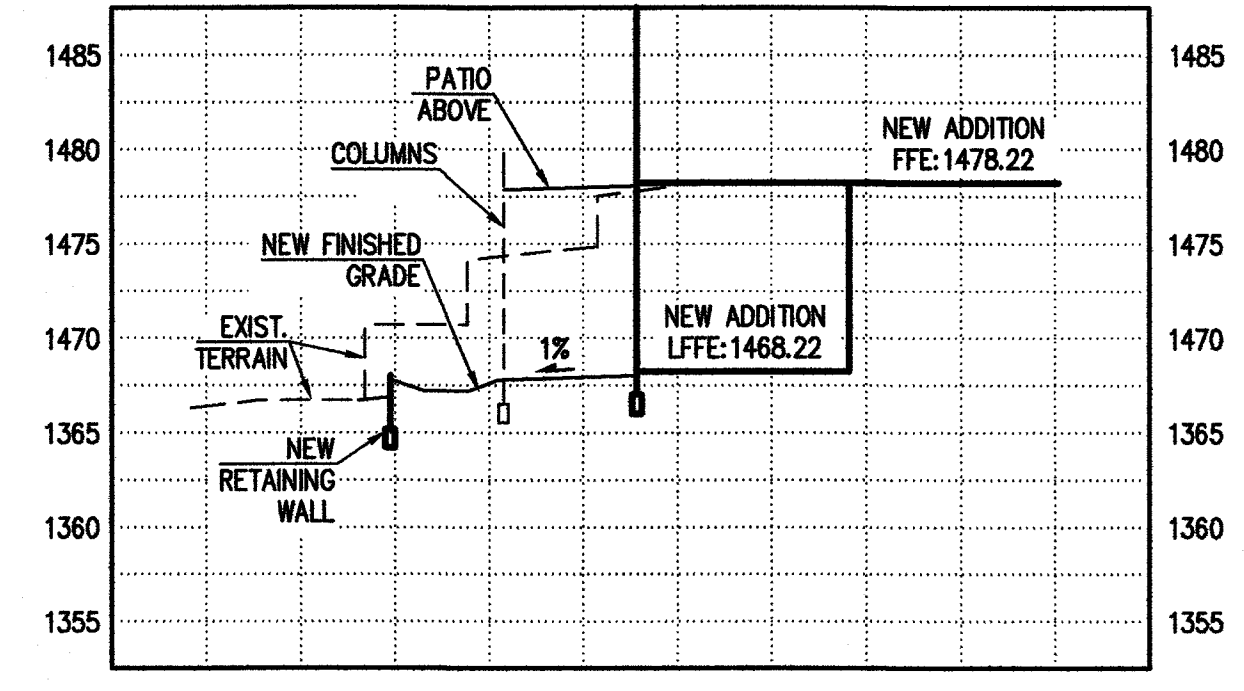 1485
1485
PATIO
ABOVE
NEW ADDITION
FFE:1478.22
1480
COLUMNS
1480
1475
NEW FINISHED
GRADE
1475
1470
EXIST.
TERRAIN
1%
NEW ADDITION
LFFE:1468.22
1470
1365
1365
NEW
RETAINING
WALL
1360
1360
1355
1355